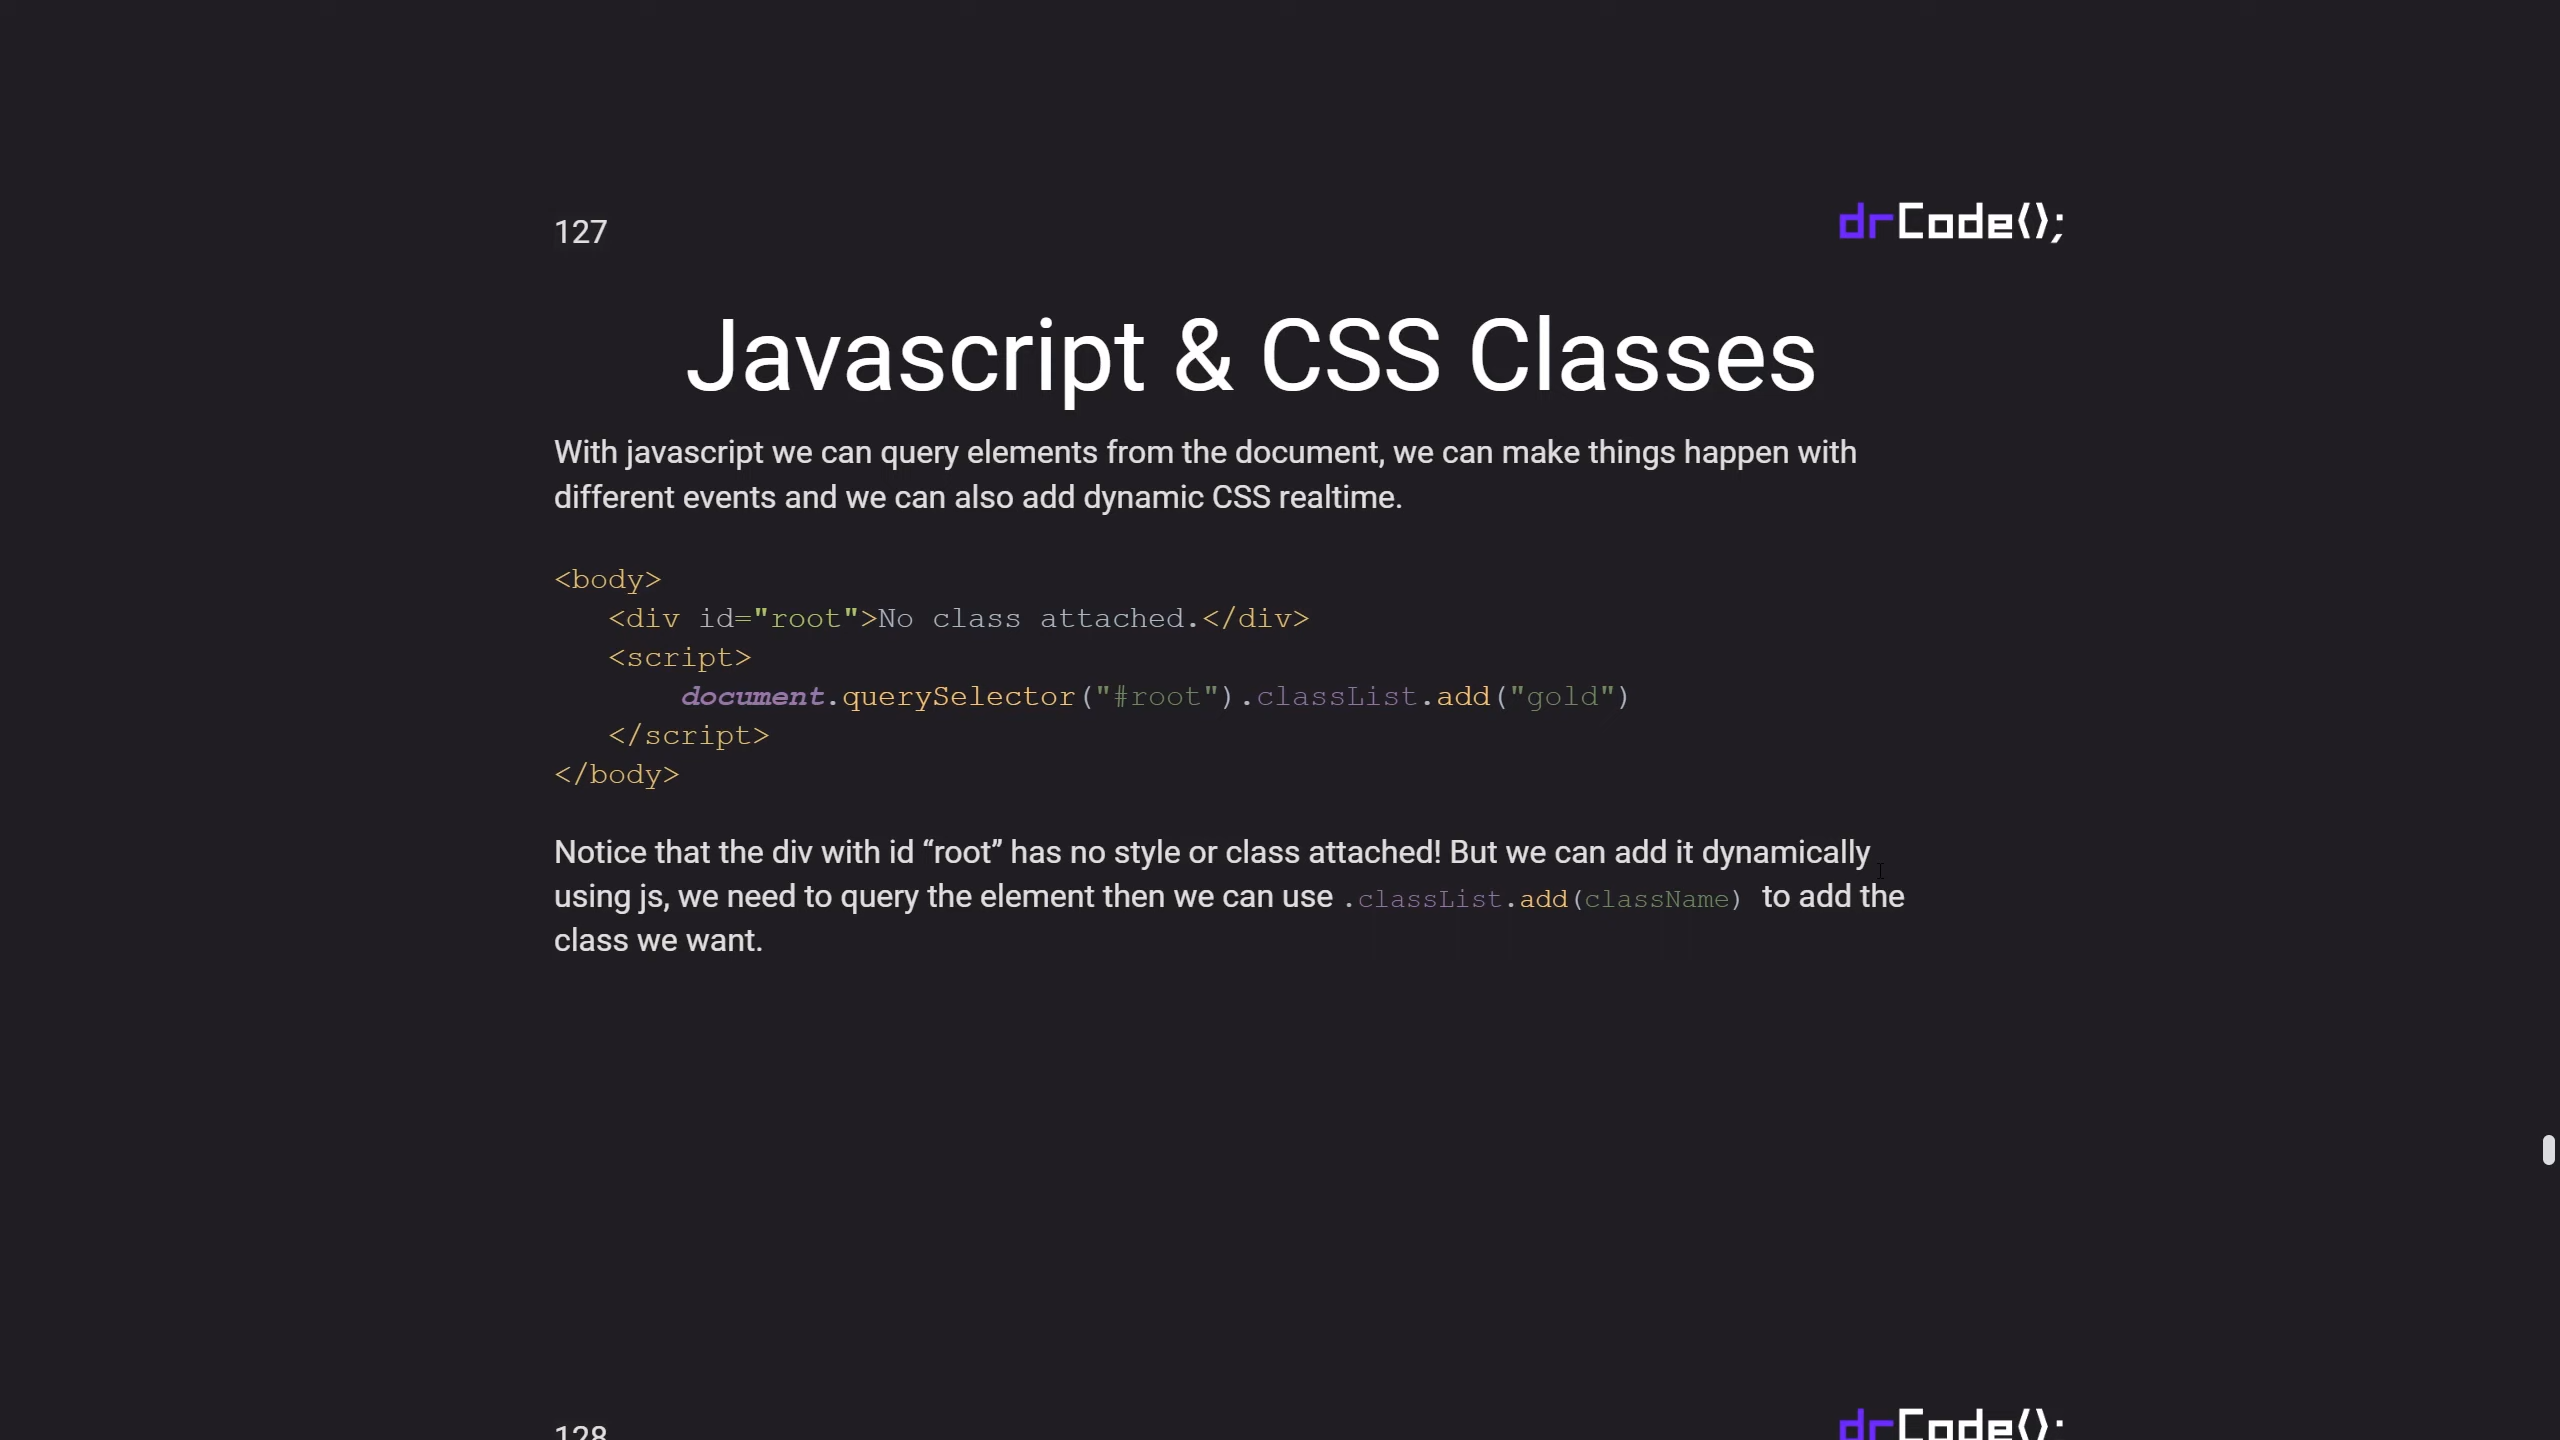 127
drCode();
Javascript & CSS Classes
With javascript we can query elements from the document, we can make things happen with
different events and we can also add dynamic CSS realtime.
<body>
   <div id="root">No class attached.</div>
   <script>
       document.querySelector("#root").classList.add("gold")
   </script>
</body>
Notice that the div with id “root” has no style or class attached! But we can add it dynamically
using js, we need to query the element then we can use .classList.add(className) to add the
class we want.
128
drCode();